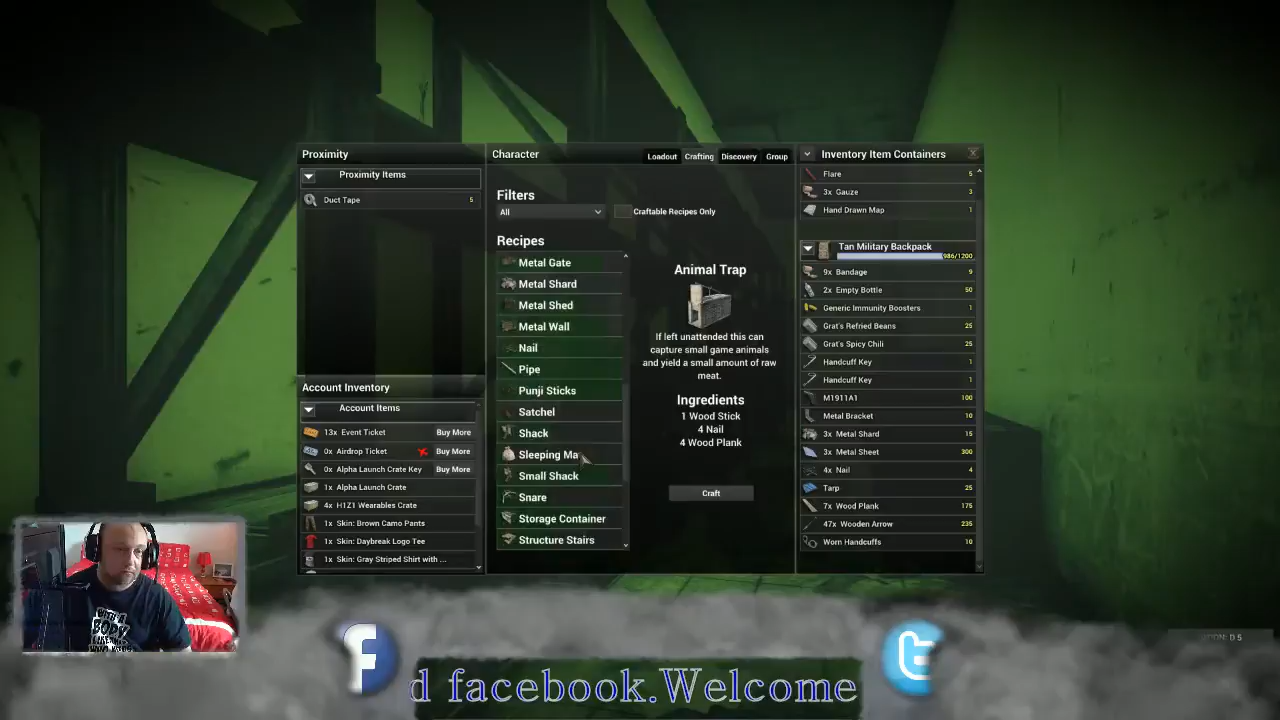 Proximity
Proximity Items
Duct Tape 5
Account Inventory
Account Items
13x Event Ticket Buy More
0x Airdrop Ticket Buy More
0x Alpha Launch Crate Key Buy More
1x Alpha Launch Crate
4x H1Z1 Wearables Crate
1x Skin: Brown Camo Pants
1x Skin: Daybreak Logo Tee
1x Skin: Gray Striped Shirt with ...
Character
Loadout Crafting Discovery Group
Filters
All
Craftable Recipes Only
Recipes
Metal Gate
Metal Shard
Metal Shed
Metal Wall
Nail
Pipe
Punji Sticks
Satchel
Shack
Sleeping Ma
Small Shack
Snare
Storage Container
Structure Stairs
Animal Trap
If left unattended this can
capture small game animals
and yield a small amount of raw
meat.
Ingredients
1 Wood Stick
4 Nail
4 Wood Plank
Craft
Inventory Item Containers
Flare 5
3x Gauze 3
Hand Drawn Map 1
Tan Military Backpack
986/1200
9x Bandage 9
2x Empty Bottle 50
Generic Immunity Boosters 1
Grat's Refried Beans 25
Grat's Spicy Chili 25
Handcuff Key 1
Handcuff Key 1
M1911A1 100
Metal Bracket 10
3x Metal Shard 15
3x Metal Sheet 300
4x Nail 4
Tarp 25
7x Wood Plank 175
47x Wooden Arrow 235
Worn Handcuffs 10
d facebook.Welcome